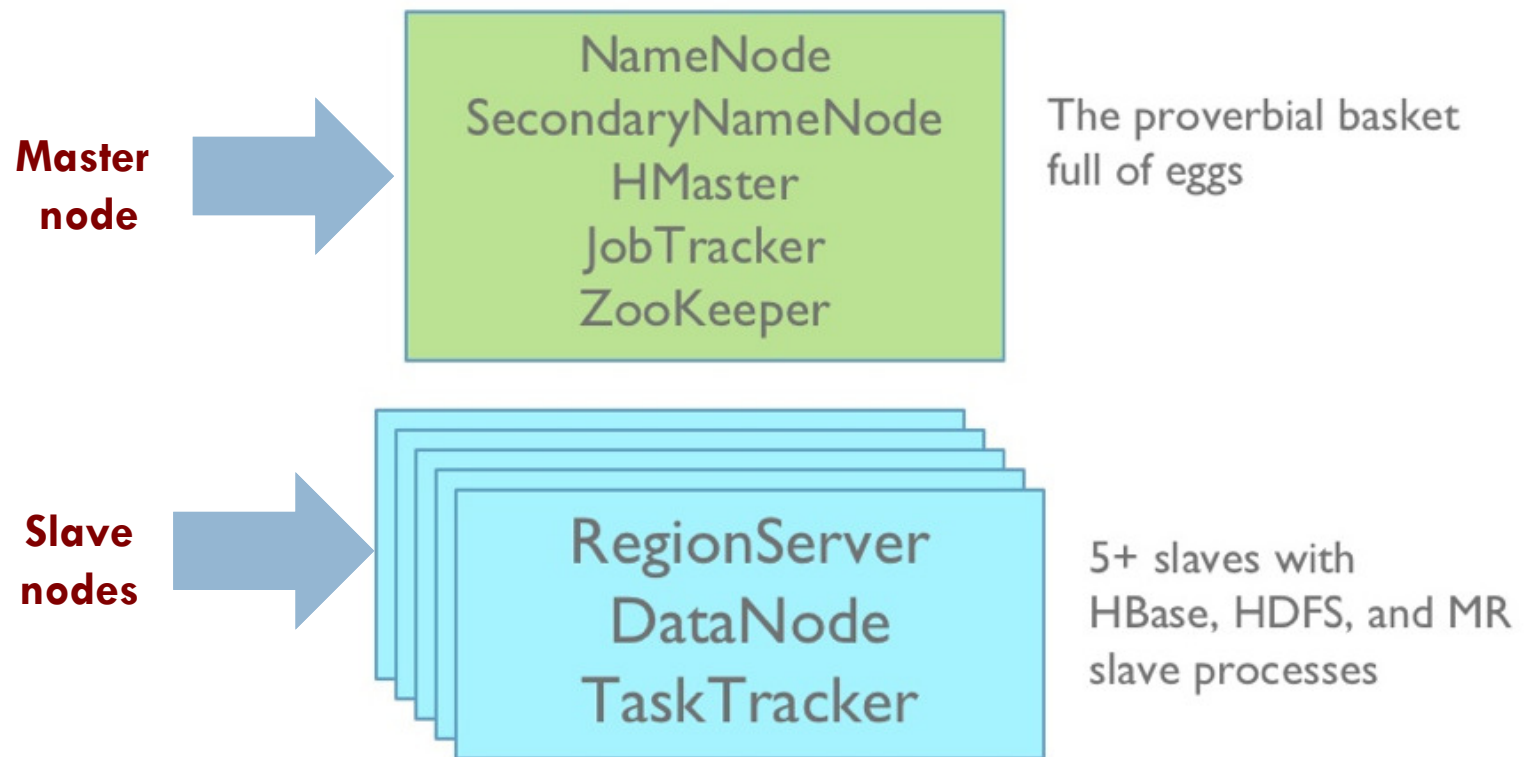 Master
node
NameNode
SecondaryNameNode
HMaster
JobTracker
ZooKeeper
The proverbial basket
full of eggs
Slave
nodes
RegionServer
DataNode
TaskTracker
5+ slaves with
HBase, HDFS, and MR
slave processes